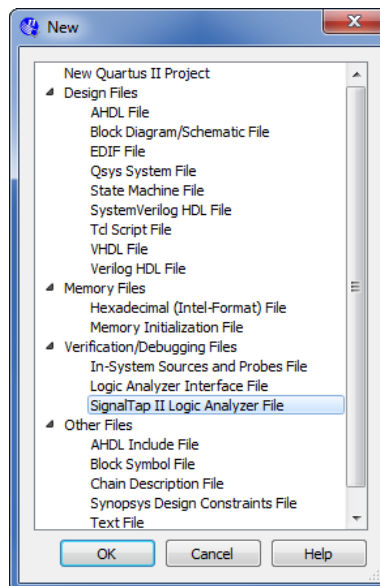 New
New Quartus II Project
Design Files
AHDL File
Block Diagram/Schematic File
EDIF File
Qsys System File
State Machine File
SystemVerilog HDL File
Tcl Script File
VHDL File
Verilog HDL File
Memory Files
Hexadecimal (Intel-Format) File
Memory Initialization File
Verification/Debugging Files
In-System Sources and Probes File
Logic Analyzer Interface File
SignalTap II Logic Analyzer File
Other Files
AHDL Include File
Block Symbol File
Chain Description File
Synopsys Design Constraints File
Text File
OK Cancel Help